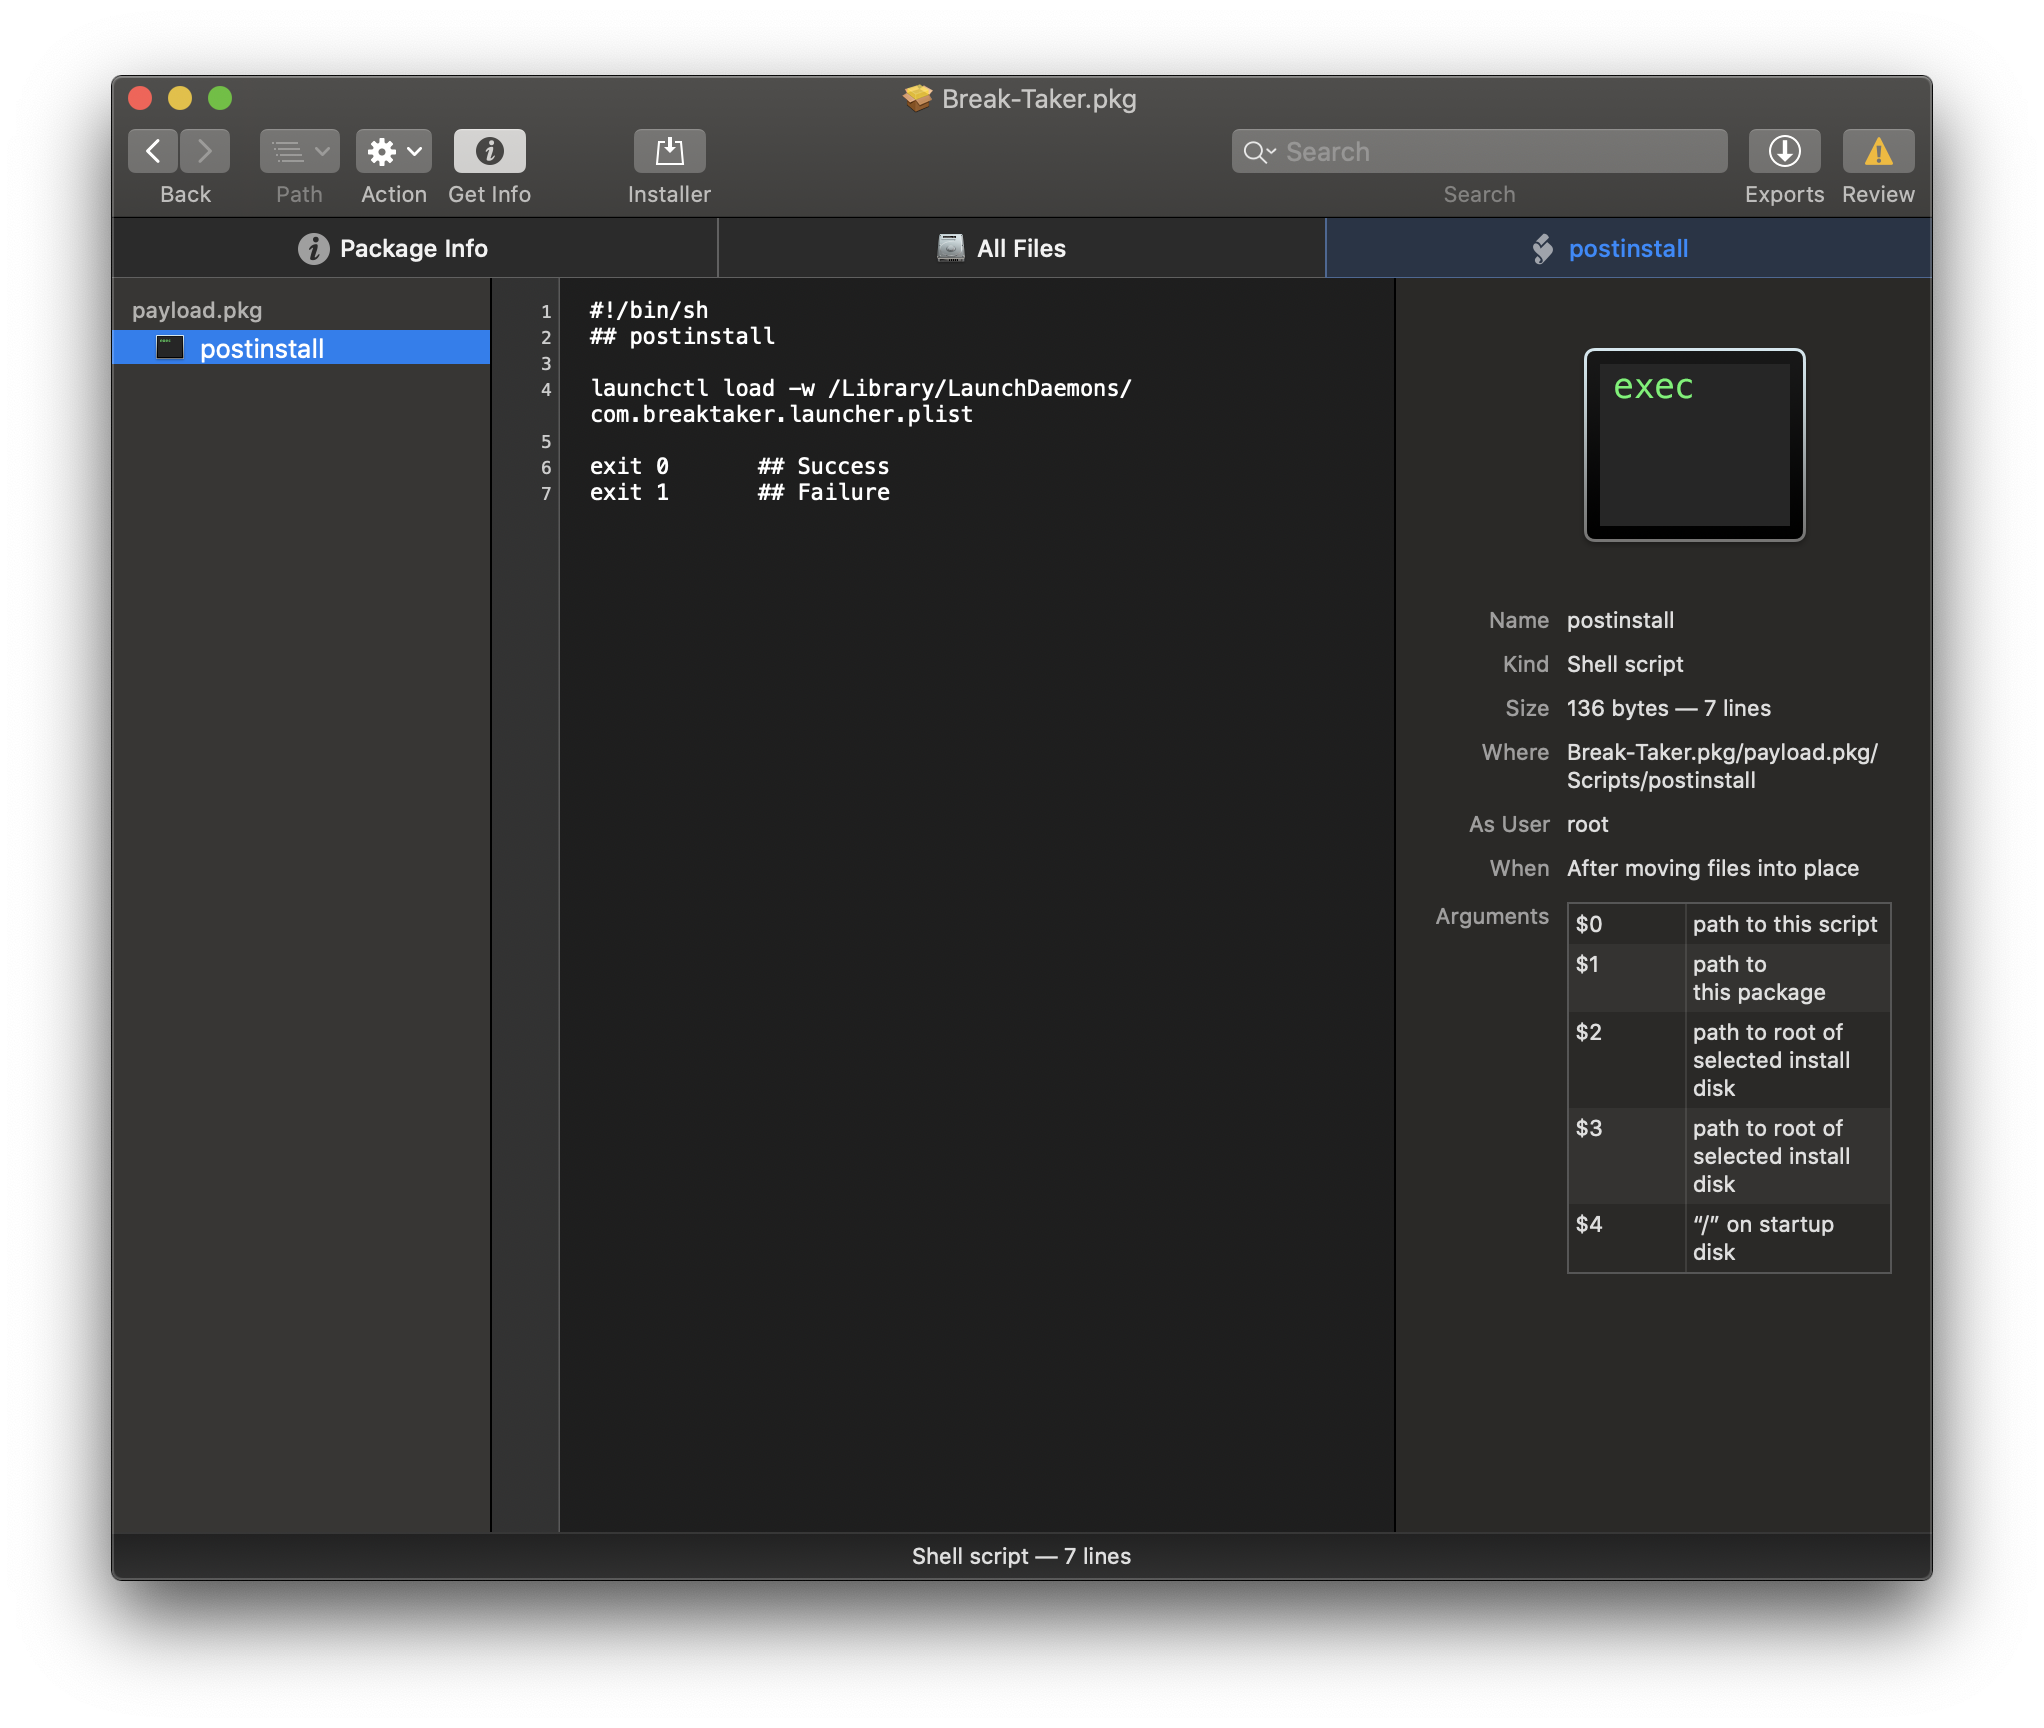 Break-Taker.pkg
Back
Path
Action
Get Info
Installer
Search
Search
Exports
Review
Package Info
All Files
postinstall
payload.pkg
postinstall
1 #!/bin/sh
2 ## postinstall
3
4 launchctl load -w /Library/LaunchDaemons/
com.breaktaker.launcher.plist
5
6 exit 0 ## Success
7 exit 1 ## Failure
exec
Name postinstall
Kind Shell script
Size 136 bytes — 7 lines
Where Break-Taker.pkg/payload.pkg/
Scripts/postinstall
As User root
When After moving files into place
Arguments
$0 path to this script
$1 path to
this package
$2 path to root of
selected install
disk
$3 path to root of
selected install
disk
$4 “/” on startup
disk
Shell script — 7 lines